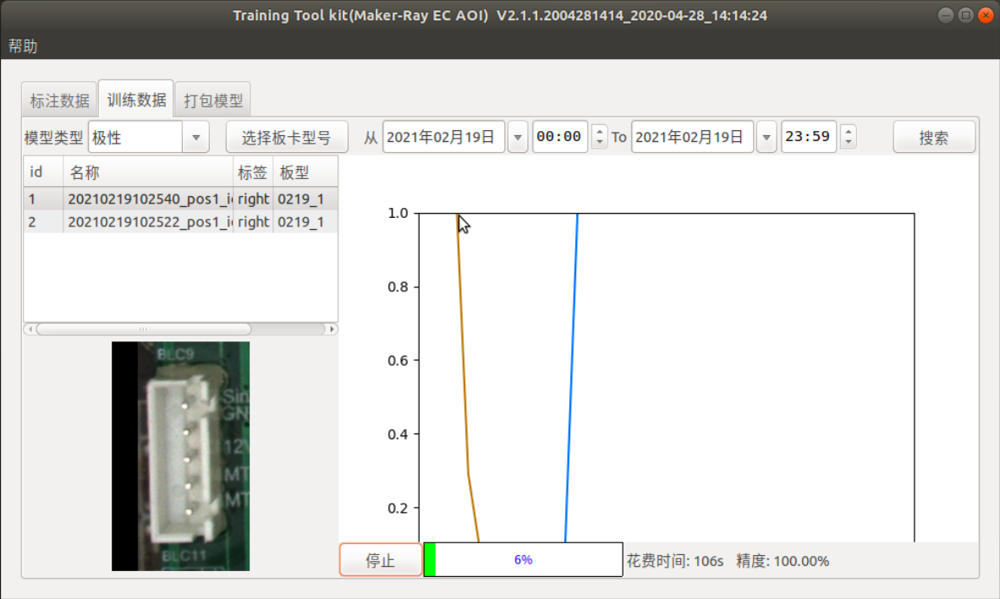 Training Tool kit(Maker-Ray EC AOI) V2.1.1.2004281414_2020-04-28_14:14:24
帮助
标注数据 训练数据 打包模型
模型类型 极性 选择板卡型号 从 2021年02月19日 00:00 To 2021年02月19日 23:59 搜索
id 名称 标签 板型
1 20210219102540_pos1_i right 0219_1
2 20210219102522_pos1_i right 0219_1
1.0
0.8
0.6
0.4
0.2
BLC9
Sin
GN
12V
MT
MT
BLC11
停止 6% 花费时间: 106s 精度: 100.00%